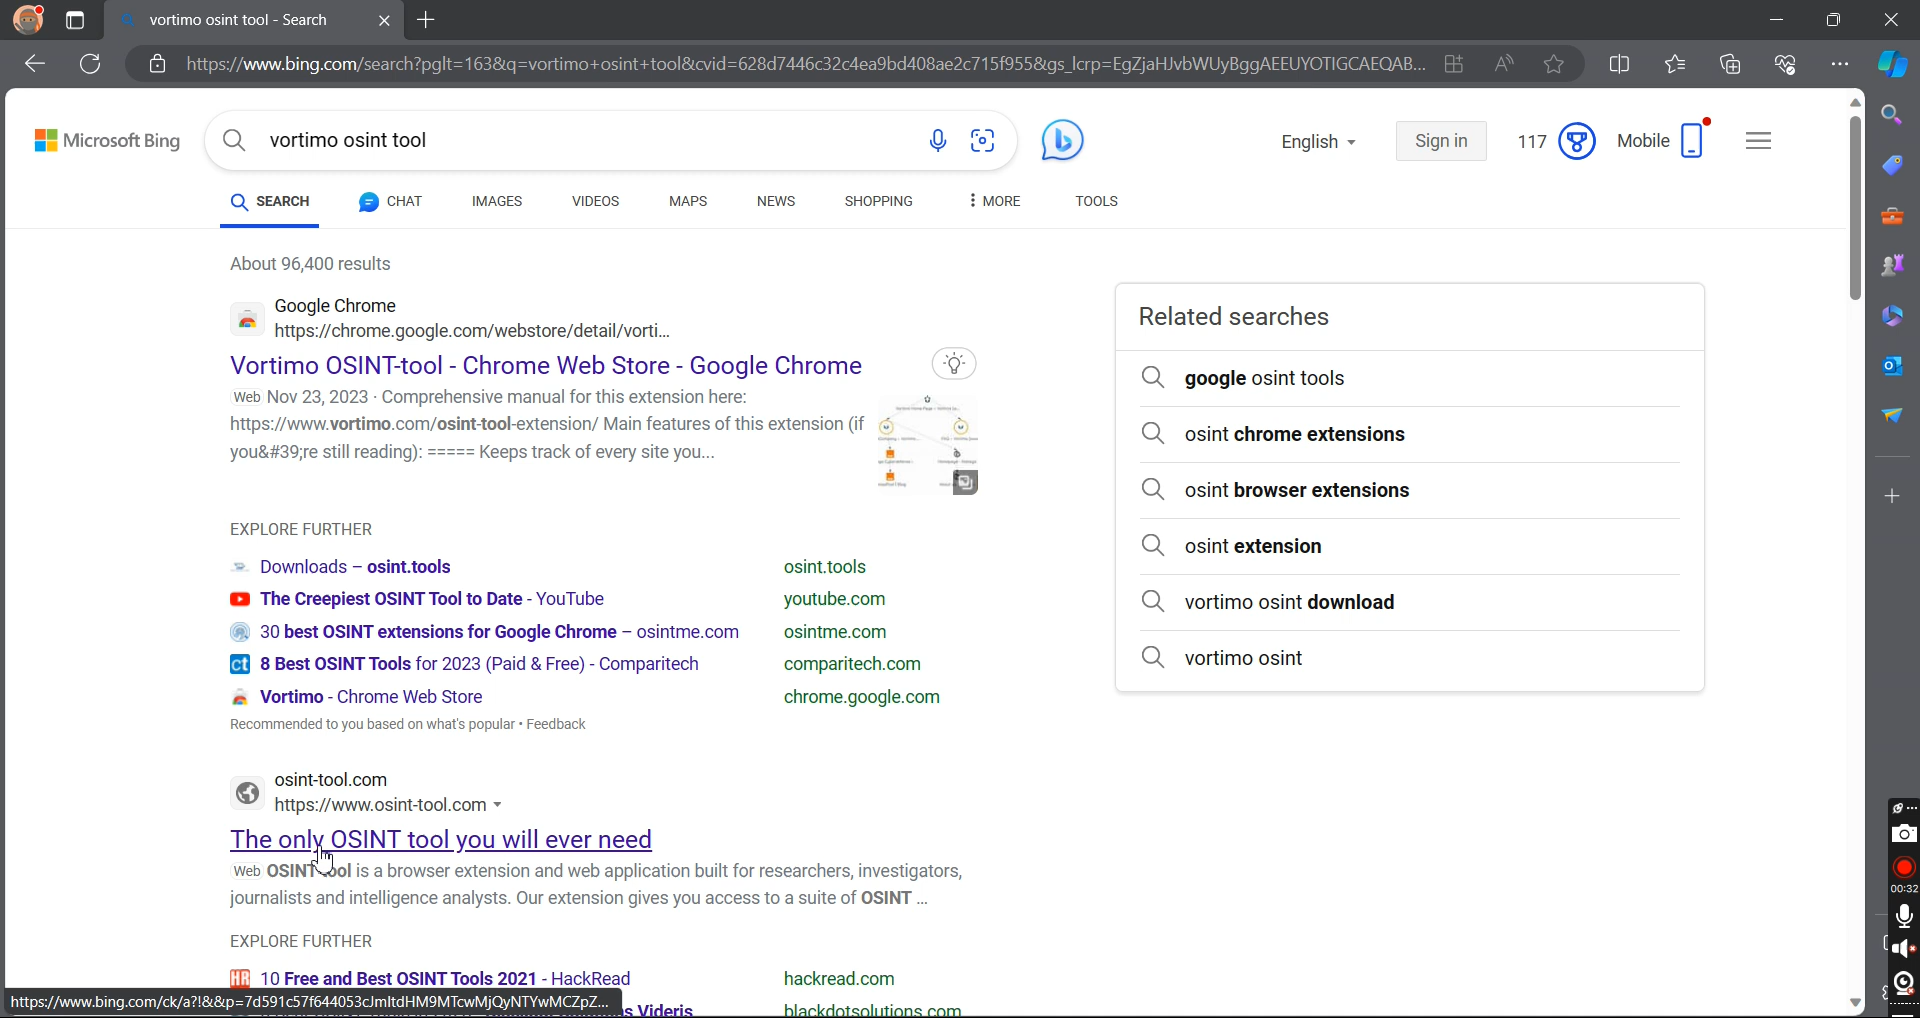 vortimo osint tool - Search
https://www.bing.com/search?pglt=163&q=vortimo+osint+tool&cvid=628d7446c32c4ea9bd408ae2c715f955&gs_lcrp=EgZjaHJvbWUyBggAEEUYOTIGCAEQAB...
Microsoft Bing
vortimo osint tool
English
Sign in
117
Mobile
SEARCH CHAT IMAGES VIDEOS MAPS NEWS SHOPPING MORE TOOLS
About 96,400 results
Google Chrome
https://chrome.google.com/webstore/detail/vorti...
Vortimo OSINT-tool - Chrome Web Store - Google Chrome
Web Nov 23, 2023 · Comprehensive manual for this extension here:
https://www.vortimo.com/osint-tool-extension/ Main features of this extension (if
you&#39;re still reading): ===== Keeps track of every site you...
EXPLORE FURTHER
Downloads – osint.tools osint.tools
The Creepiest OSINT Tool to Date - YouTube youtube.com
30 best OSINT extensions for Google Chrome – osintme.com osintme.com
ct 8 Best OSINT Tools for 2023 (Paid & Free) - Comparitech comparitech.com
Vortimo - Chrome Web Store chrome.google.com
Recommended to you based on what's popular • Feedback
osint-tool.com
https://www.osint-tool.com
The only OSINT tool you will ever need
Web OSINT is a browser extension and web application built for researchers, investigators,
journalists and intelligence analysts. Our extension gives you access to a suite of OSINT ...
EXPLORE FURTHER
HR 10 Free and Best OSINT Tools 2021 - HackRead hackread.com
s Videris blackdotsolutions.com
https://www.bing.com/ck/a?!&&p=7d591c57f644053cJmltdHM9MTcwMjQyNTYwMCZpZ...
Related searches
google osint tools
osint chrome extensions
osint browser extensions
osint extension
vortimo osint download
vortimo osint
00:32